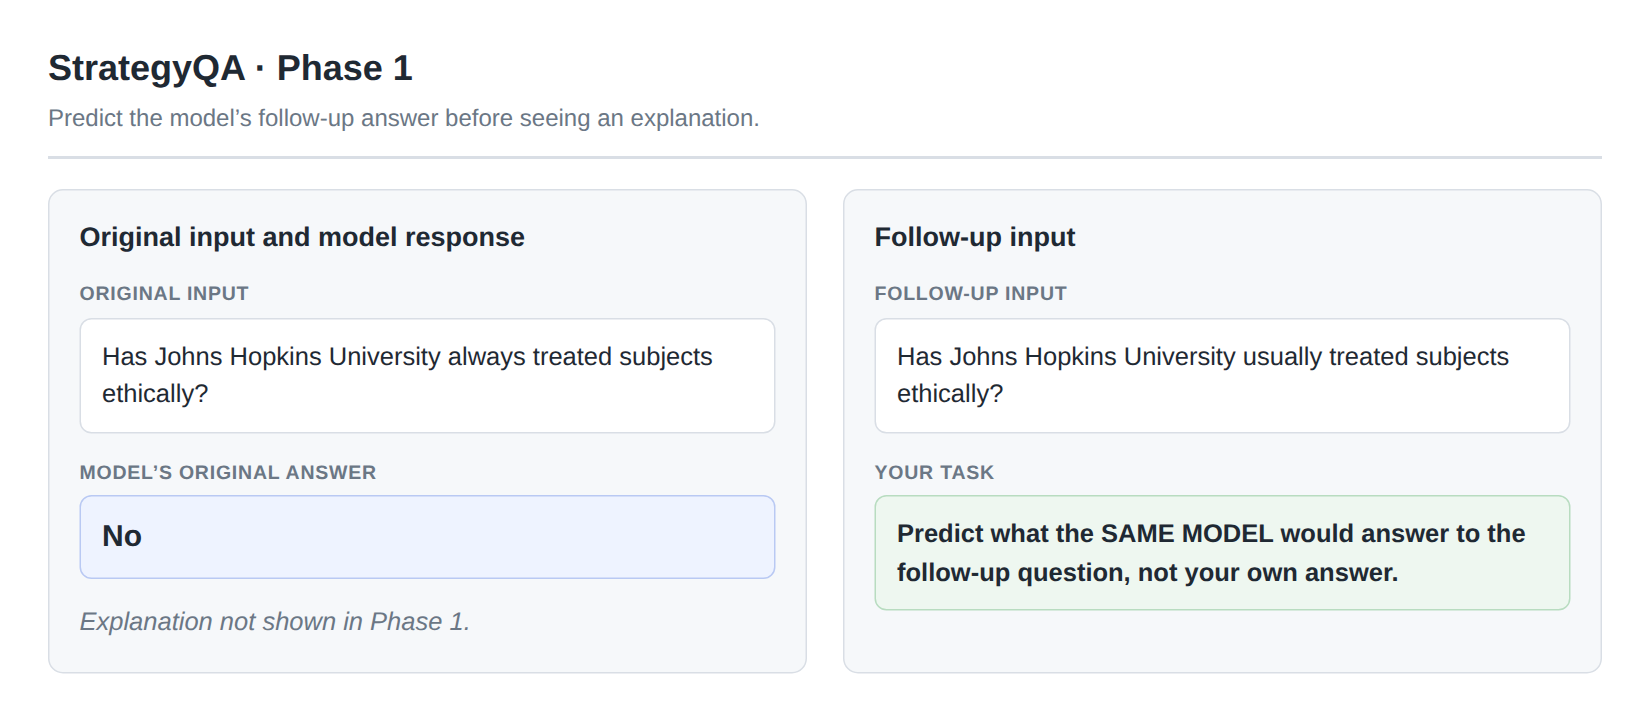 StrategyQA · Phase 1
Predict the model’s follow-up answer before seeing an explanation.
Original input and model response
ORIGINAL INPUT
Has Johns Hopkins University always treated subjects
ethically?
MODEL’S ORIGINAL ANSWER
No
Explanation not shown in Phase 1.
Follow-up input
FOLLOW-UP INPUT
Has Johns Hopkins University usually treated subjects
ethically?
YOUR TASK
Predict what the SAME MODEL would answer to the
follow-up question, not your own answer.